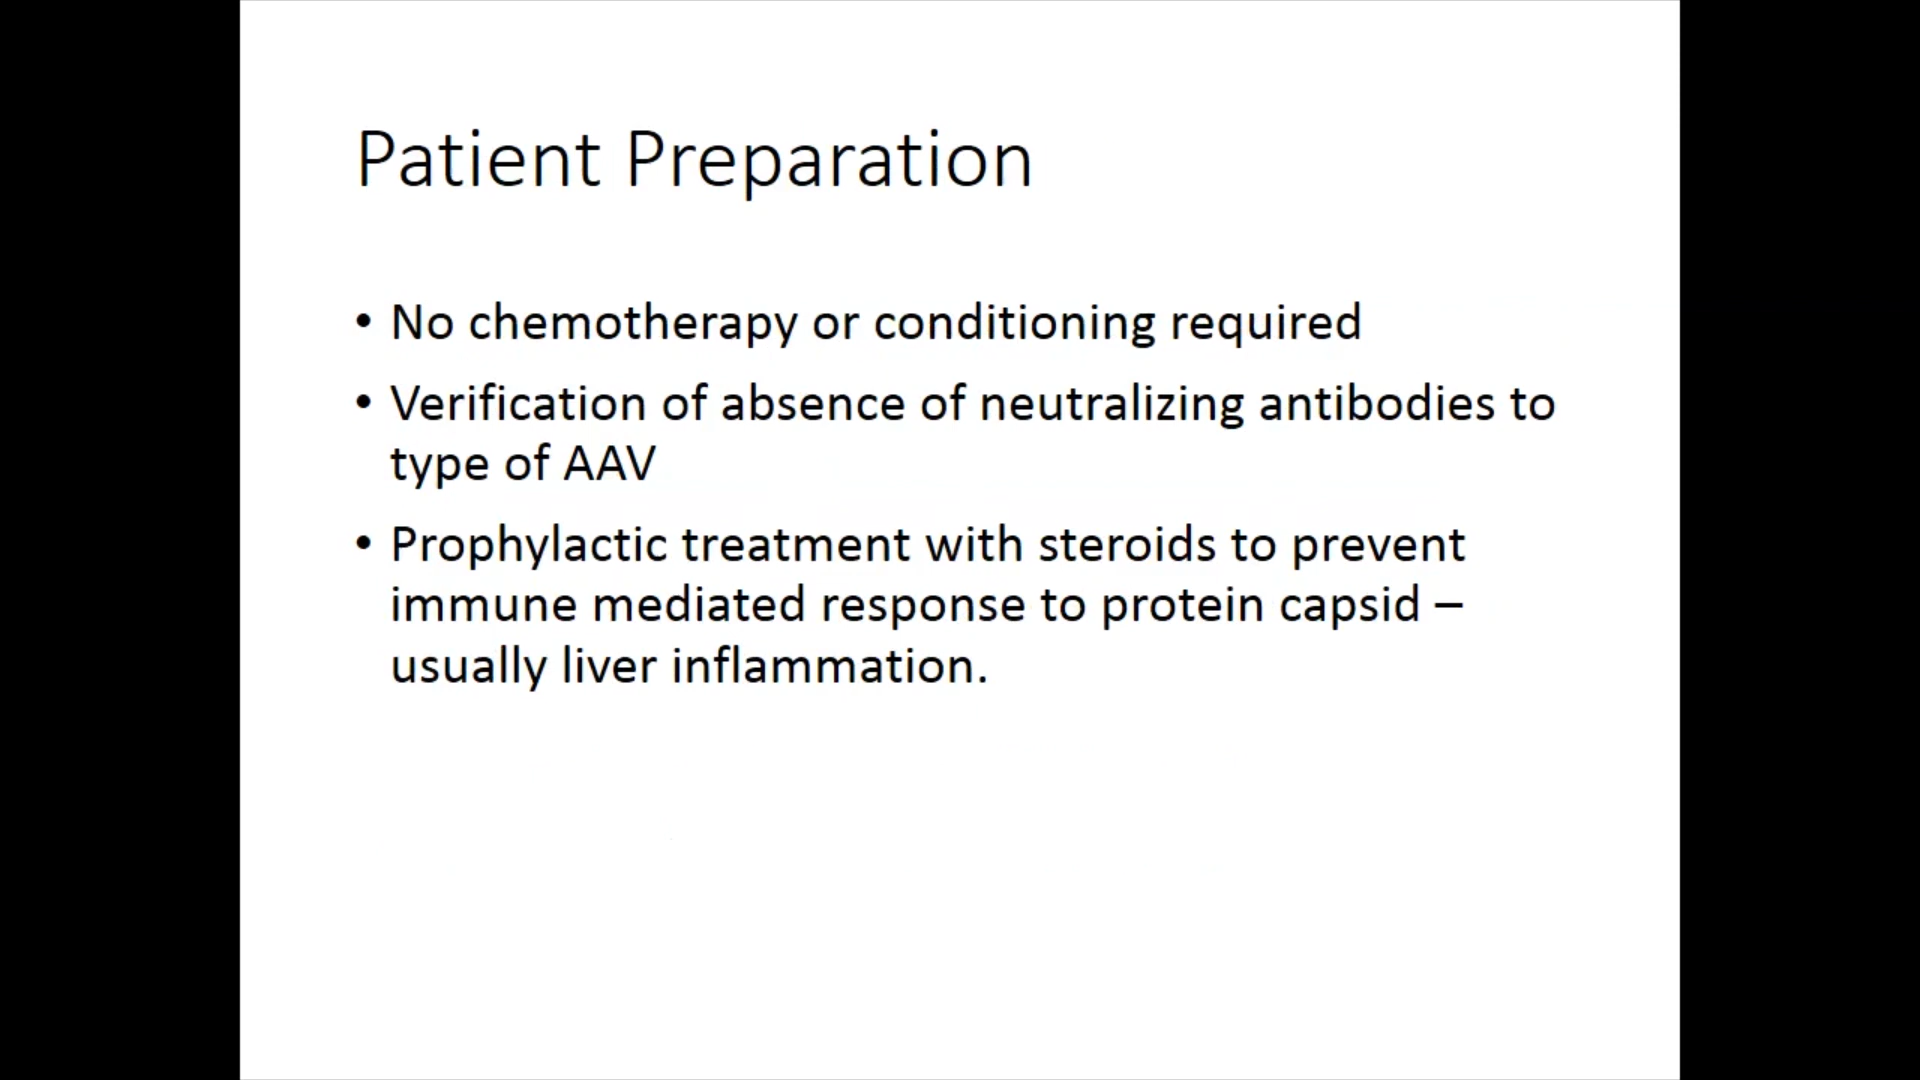 Patient Preparation
• No chemotherapy or conditioning required
• Verification of absence of neutralizing antibodies to
type of AAV
• Prophylactic treatment with steroids to prevent
immune mediated response to protein capsid –
usually liver inflammation.